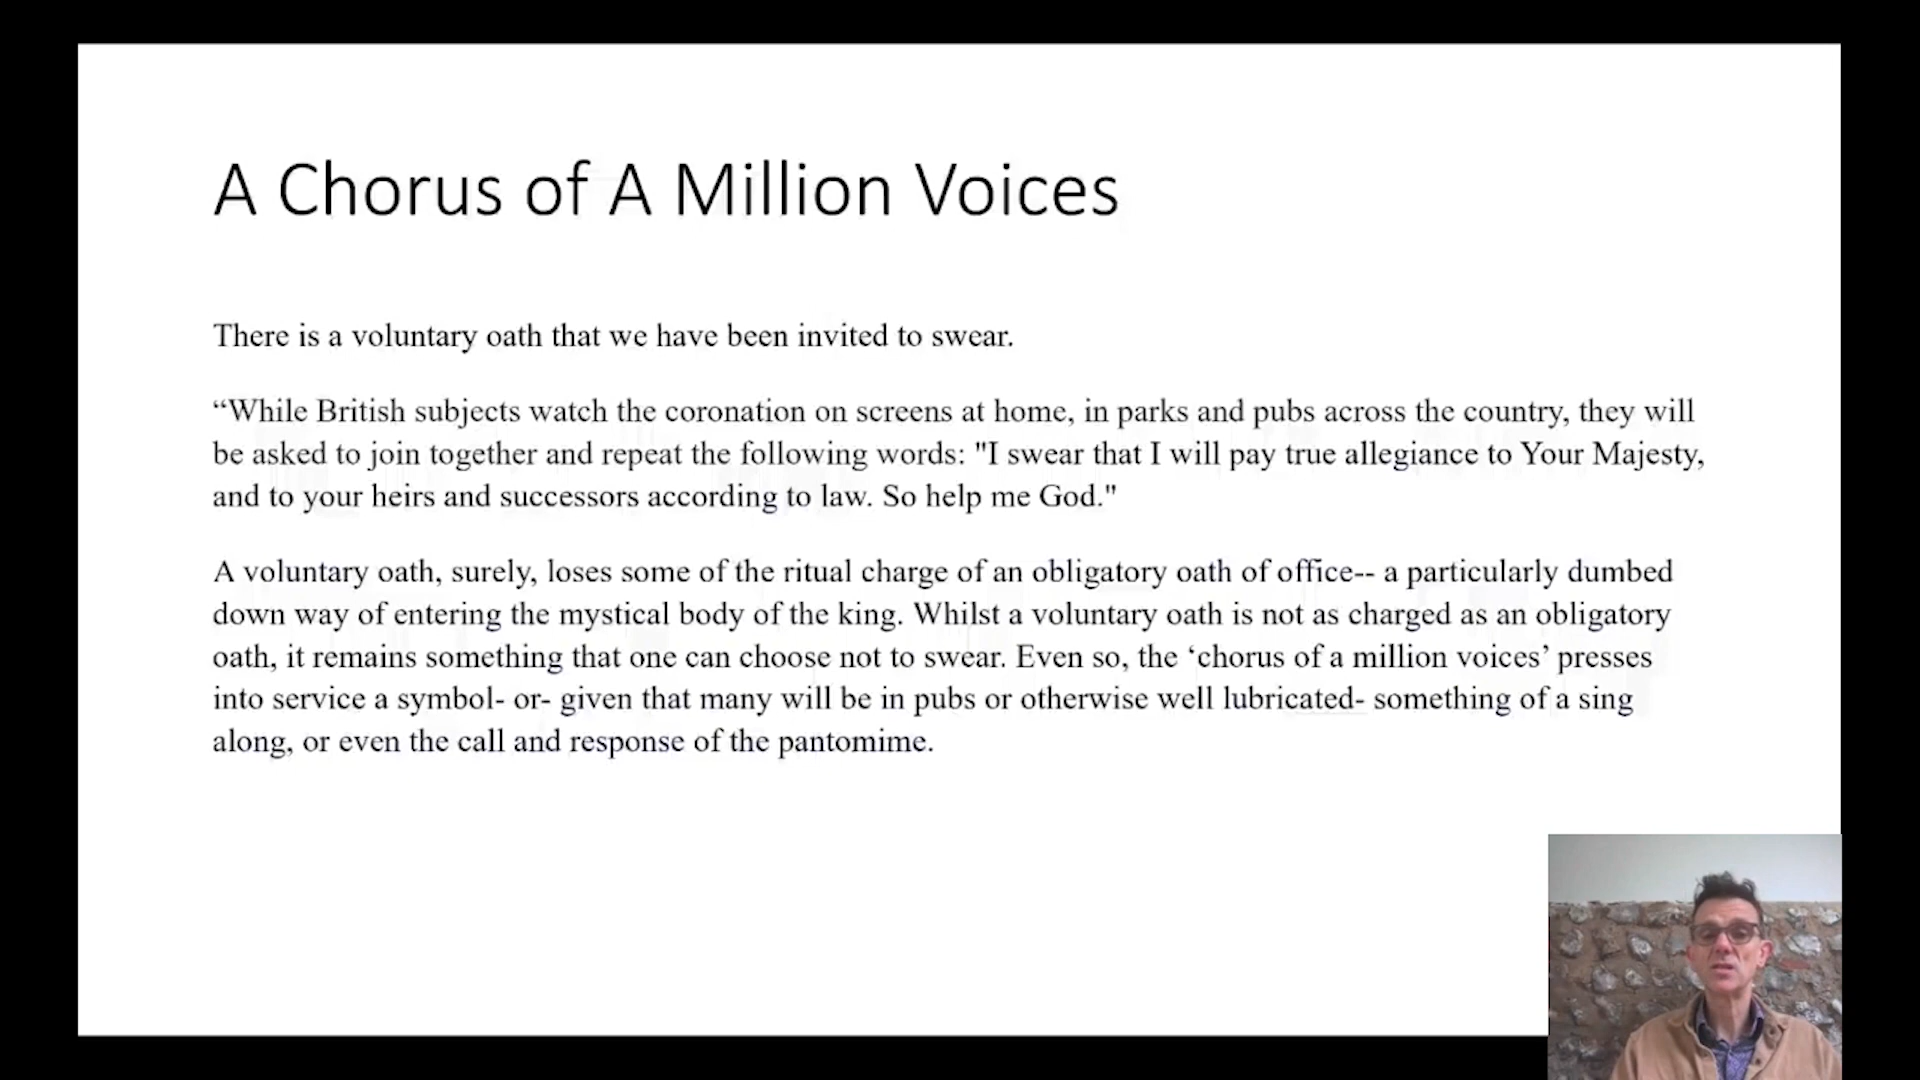 A Chorus of A Million Voices
There is a voluntary oath that we have been invited to swear.
“While British subjects watch the coronation on screens at home, in parks and pubs across the country, they will
be asked to join together and repeat the following words: "I swear that I will pay true allegiance to Your Majesty,
and to your heirs and successors according to law. So help me God."
A voluntary oath, surely, loses some of the ritual charge of an obligatory oath of office-- a particularly dumbed
down way of entering the mystical body of the king. Whilst a voluntary oath is not as charged as an obligatory
oath, it remains something that one can choose not to swear. Even so, the ‘chorus of a million voices’ presses
into service a symbol- or- given that many will be in pubs or otherwise well lubricated- something of a sing
along, or even the call and response of the pantomime.